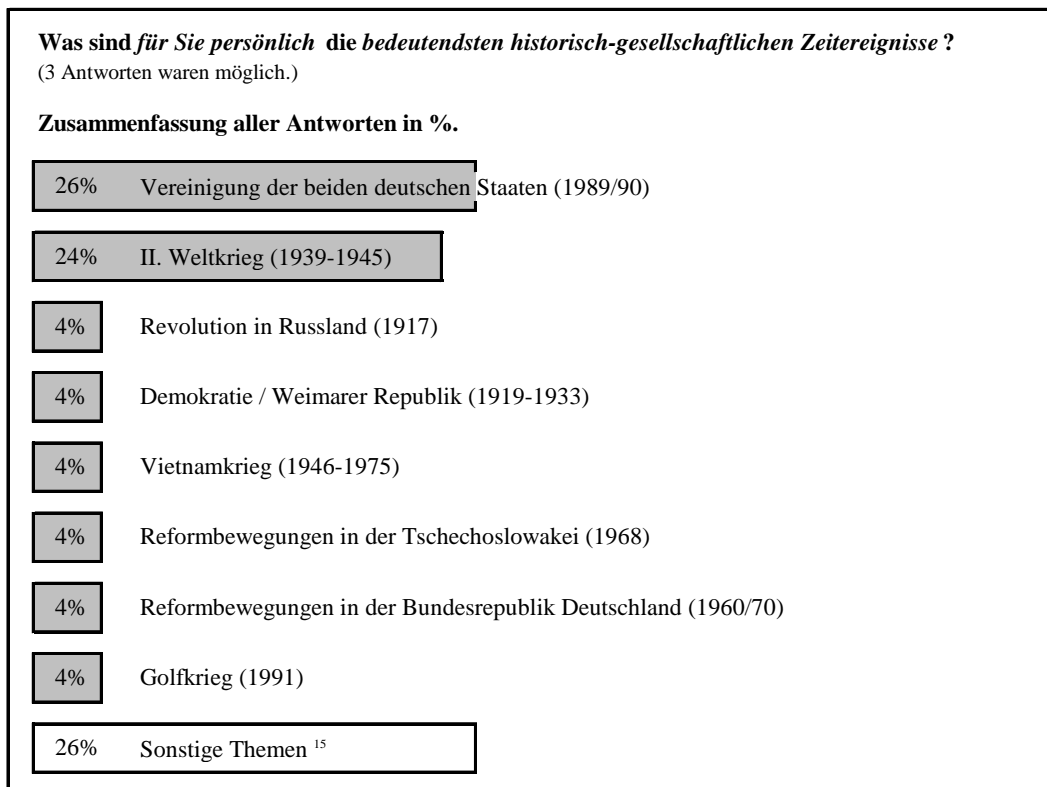 Was sind für Sie persönlich die bedeutendsten historisch-gesellschaftlichen Zeitereignisse ?
(3 Antworten waren möglich.)
Zusammenfassung aller Antworten in %.
26% Vereinigung der beiden deutschen Staaten (1989/90)
24% II. Weltkrieg (1939-1945)
4% Revolution in Russland (1917)
4% Demokratie / Weimarer Republik (1919-1933)
4% Vietnamkrieg (1946-1975)
4% Reformbewegungen in der Tschechoslowakei (1968)
4% Reformbewegungen in der Bundesrepublik Deutschland (1960/70)
4% Golfkrieg (1991)
26% Sonstige Themen 15